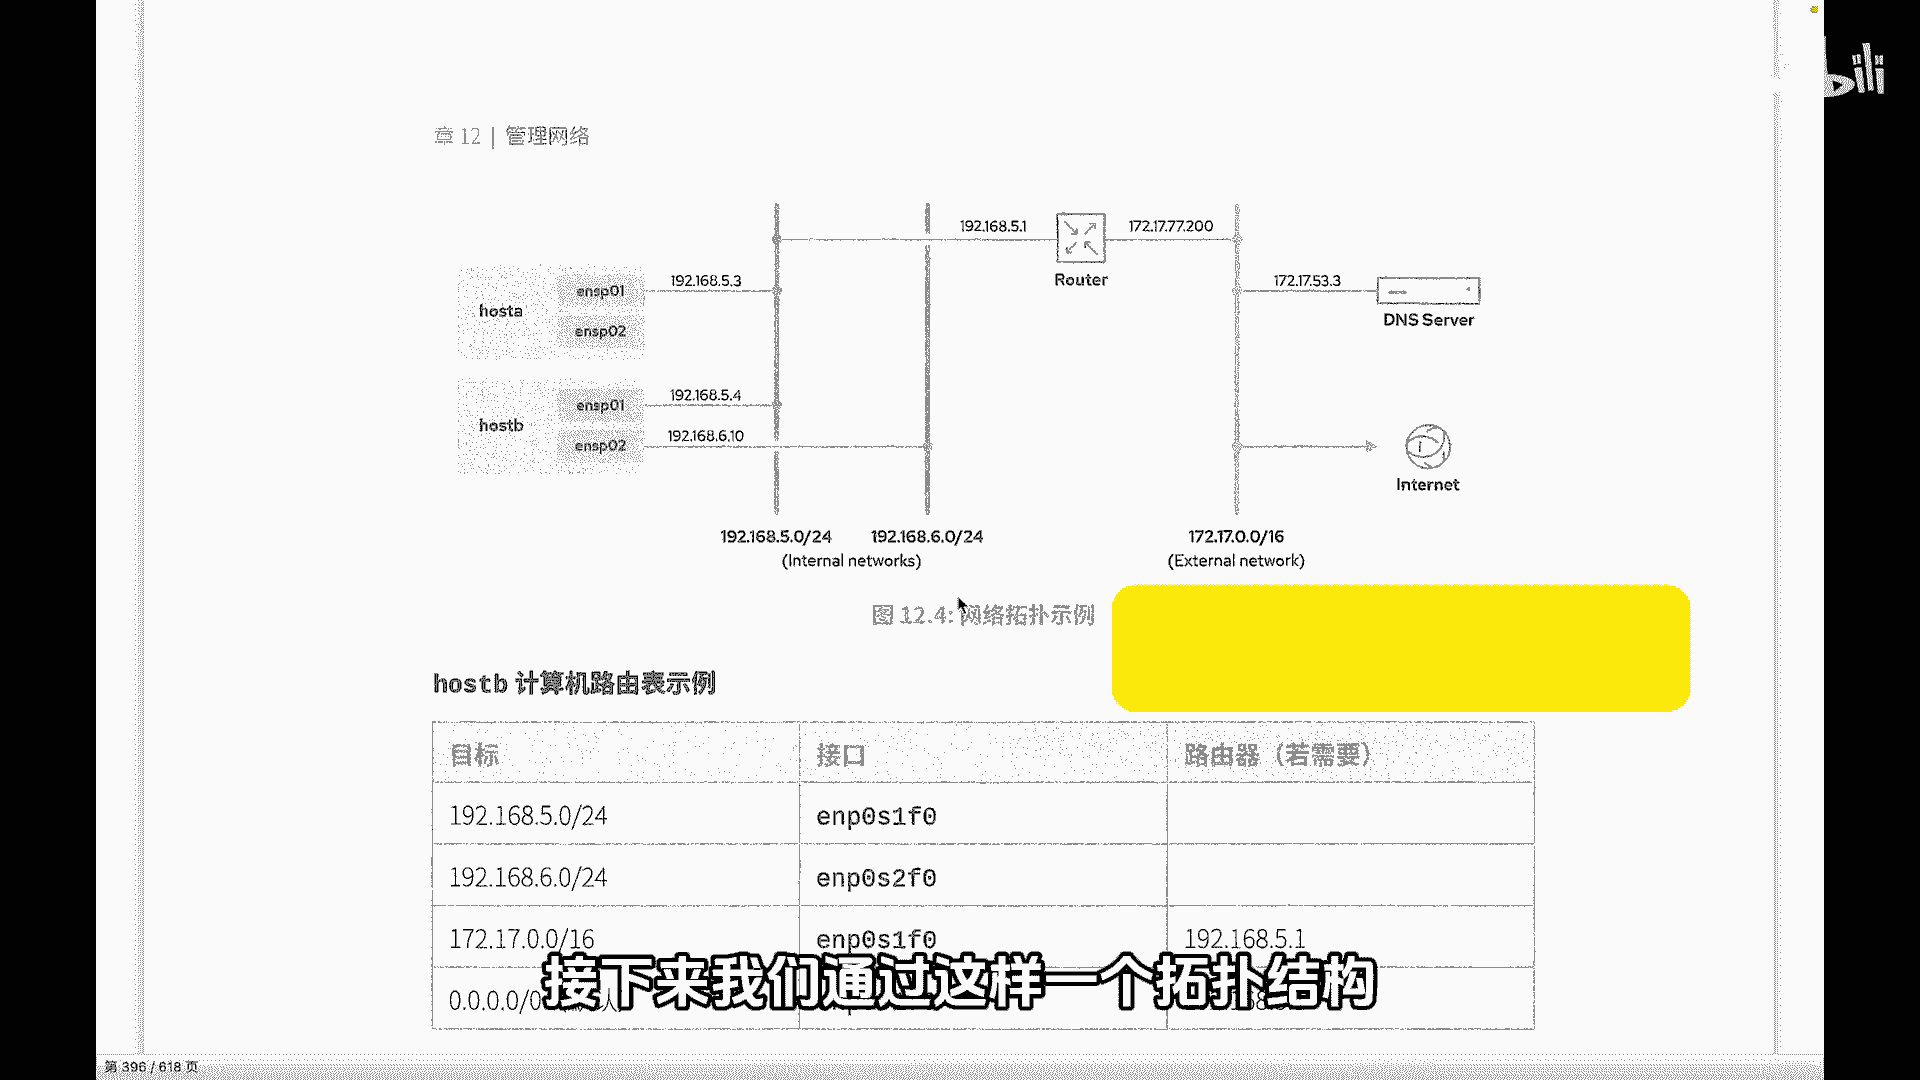 bili
章 12 | 管理网络
192.168.5.1
172.17.77.200
Router
192.168.5.3
172.17.53.3
hosta
ensp01
ensp02
DNS Server
192.168.5.4
hostb
ensp01
192.168.6.10
ensp02
Internet
192.168.5.0/24
192.168.6.0/24
172.17.0.0/16
(Internal networks)
(External network)
图 12.4: 网络拓扑示例
hostb 计算机路由表示例
目标 接口 路由器（若需要）
192.168.5.0/24 enp0s1f0
192.168.6.0/24 enp0s2f0
172.17.0.0/16 enp0s1f0 192.168.5.1
0.0.0.0/0
接下来我们通过这样一个拓扑结构
第 396 / 618 页